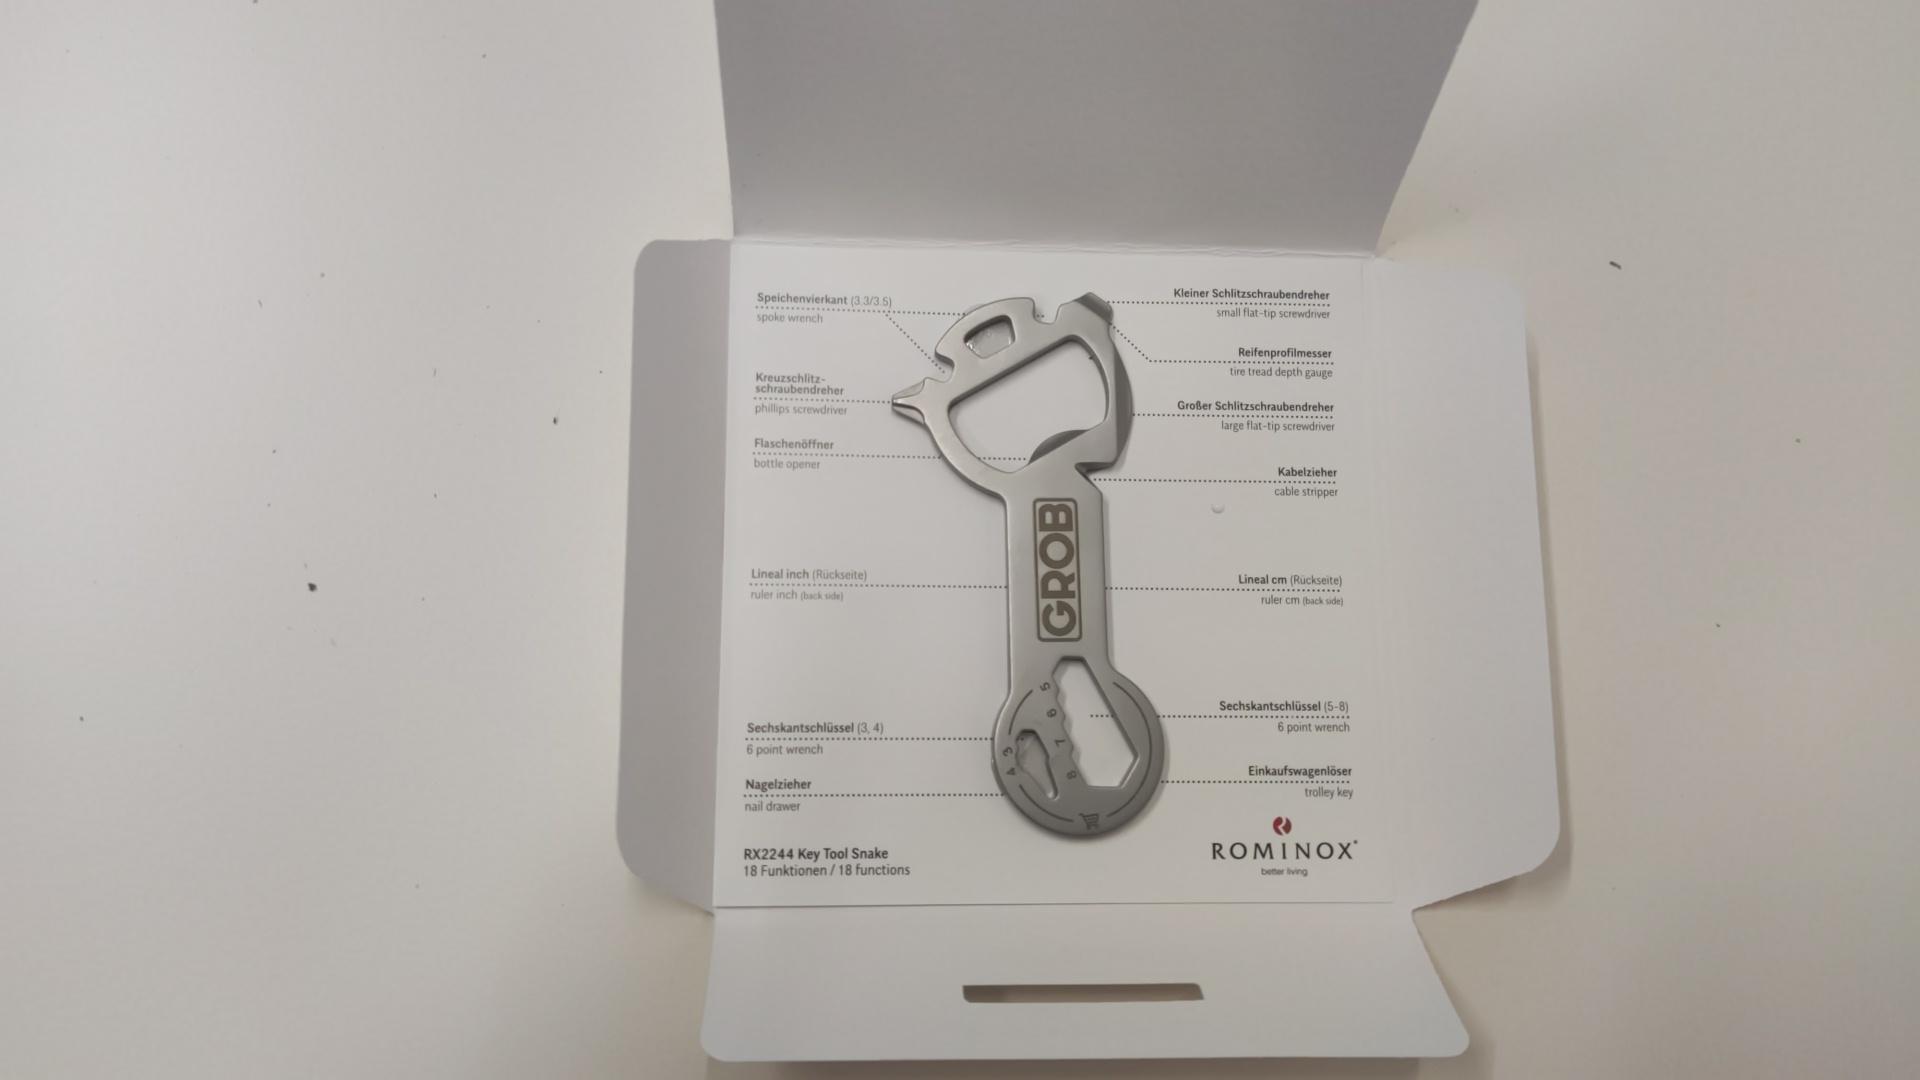 Speichenvierkant (3.3/3.5)
spoke wrench
Kreuzschlitz-
schraubendreher
phillips screwdriver
Flaschenöffner
bottle opener
Lineal inch (Rückseite)
ruler inch (back side)
Sechskantschlüssel (3, 4)
6 point wrench
Nagelzieher
nail drawer
RX2244 Key Tool Snake
18 Funktionen / 18 functions
GROB
5
6
7
8
3
4
Kleiner Schlitzschraubendreher
small flat-tip screwdriver
Reifenprofilmesser
tire tread depth gauge
Großer Schlitzschraubendreher
large flat-tip screwdriver
Kabelzieher
cable stripper
Lineal cm (Rückseite)
ruler cm (back side)
Sechskantschlüssel (5-8)
6 point wrench
Einkaufswagenlöser
trolley key
ROMINOX®
better living